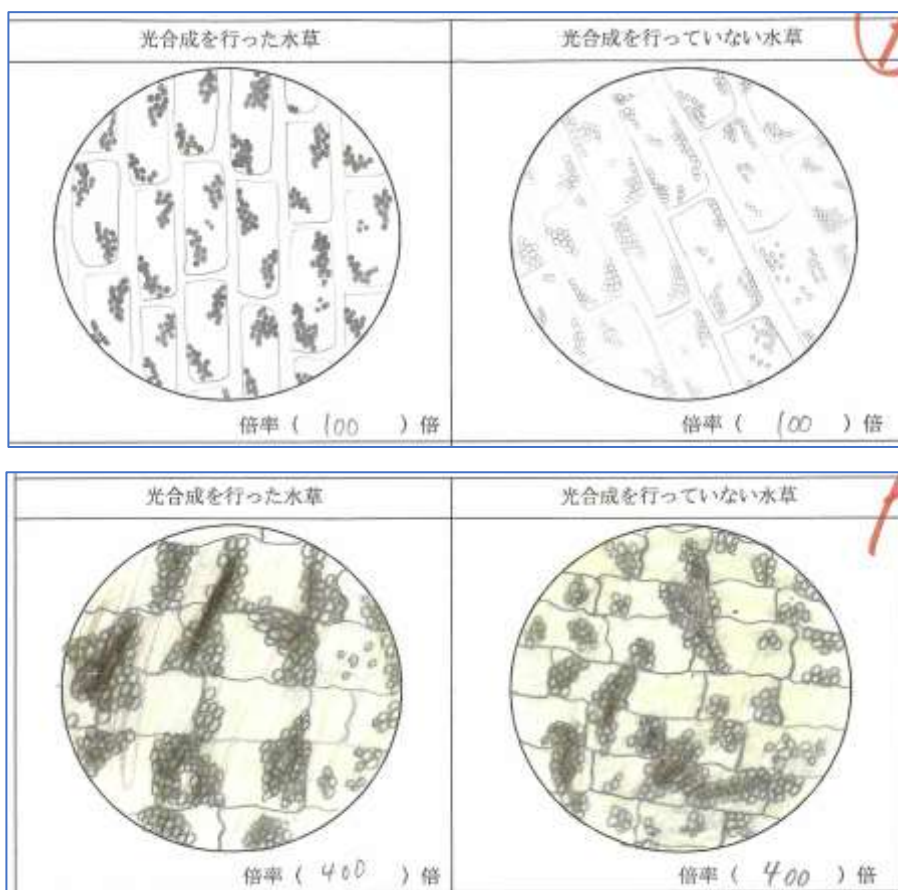 光合成を行った水草
光合成を行っていない水草
倍率（ 100 ）倍
倍率（ 100 ）倍
光合成を行った水草
光合成を行っていない水草
倍率（ 400 ）倍
倍率（ 400 ）倍